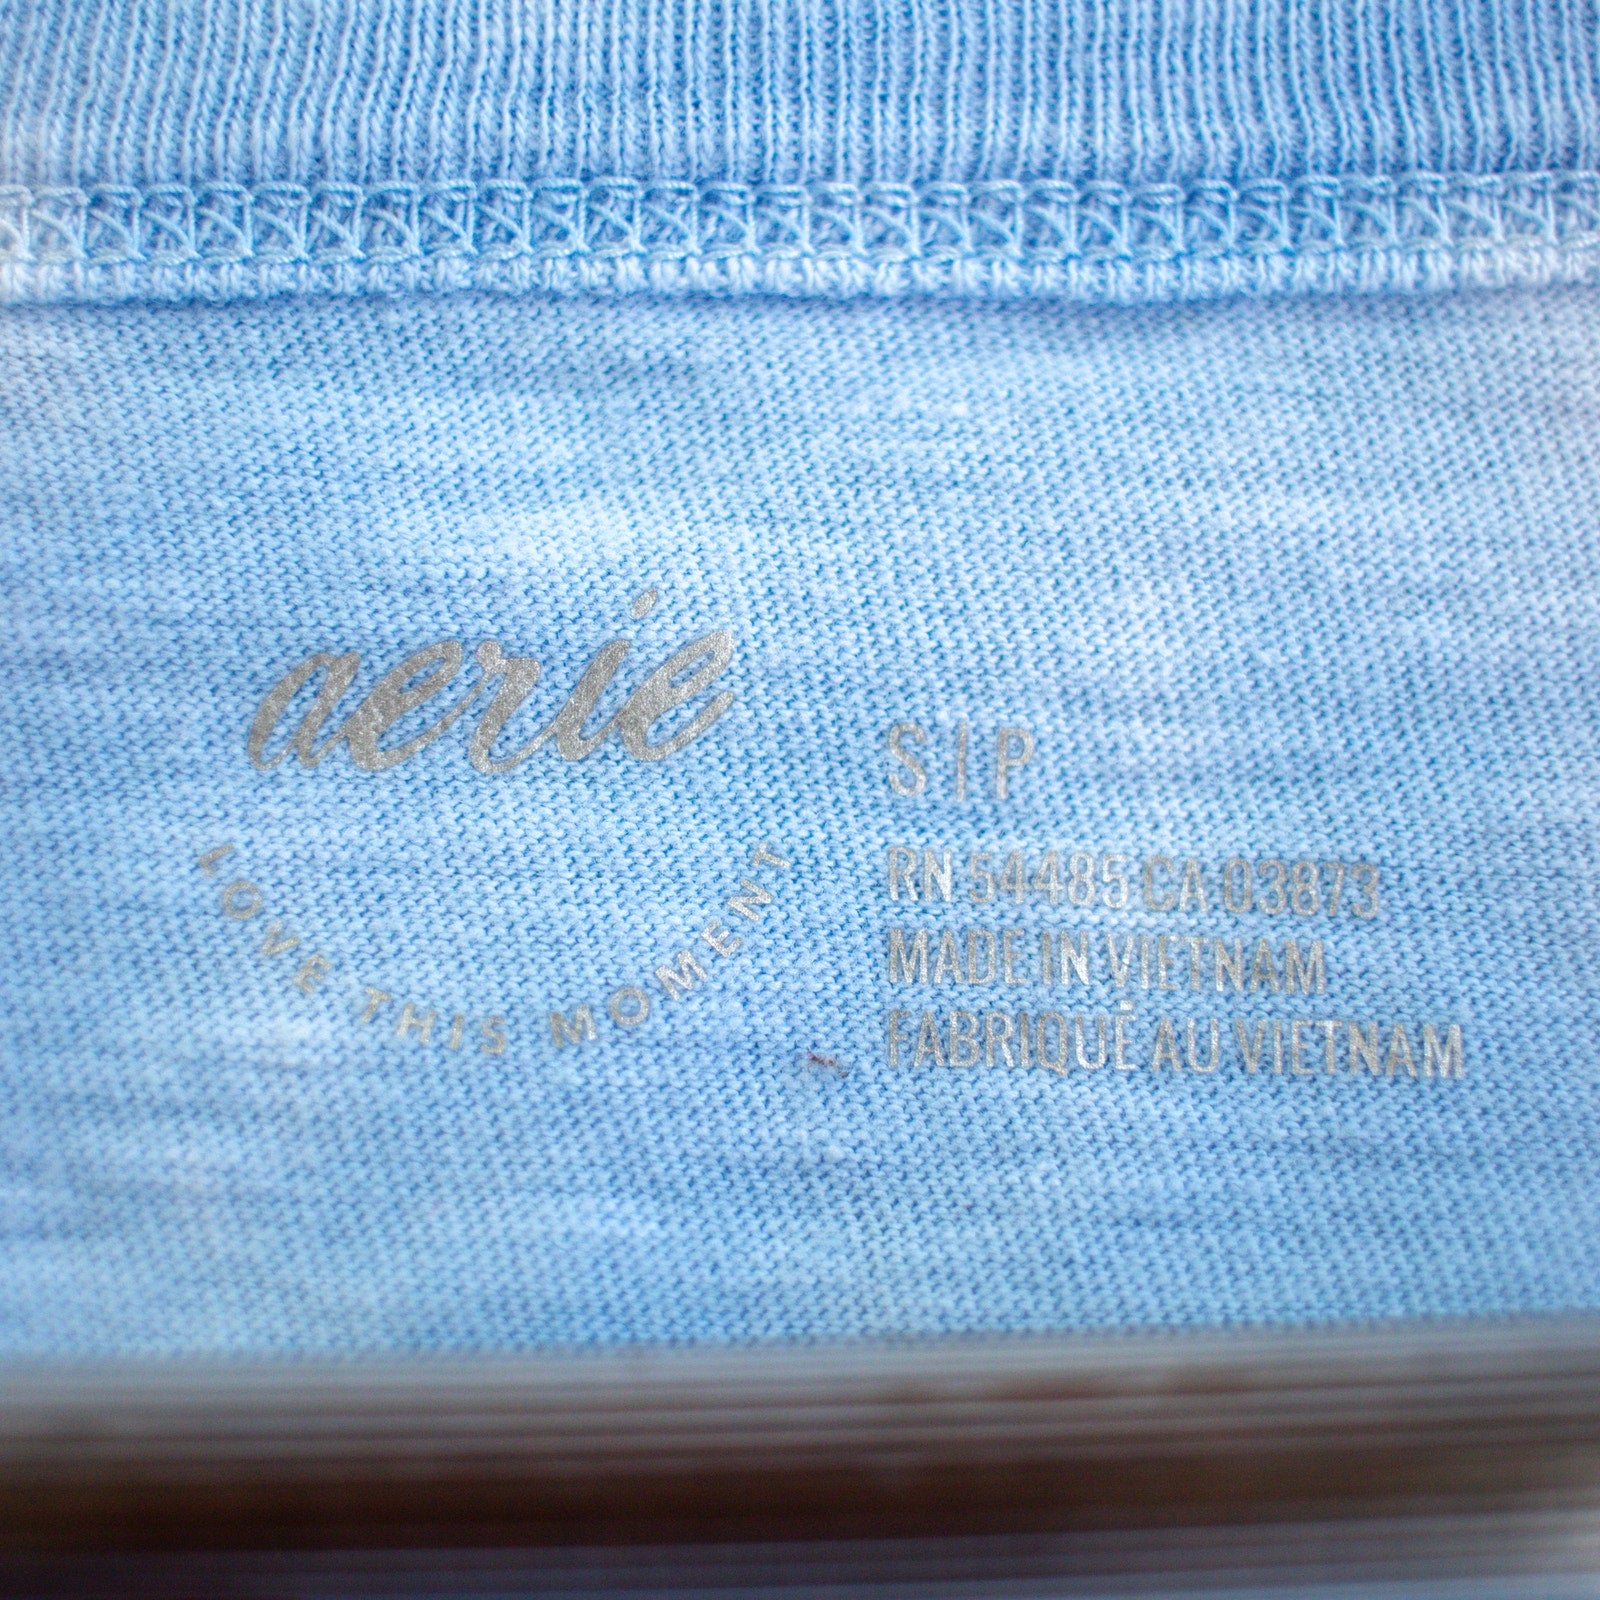 aerie
LOVE THIS MOMENT
S | P
RN 54485 CA 03873
MADE IN VIETNAM
FABRIQUÉ AU VIETNAM